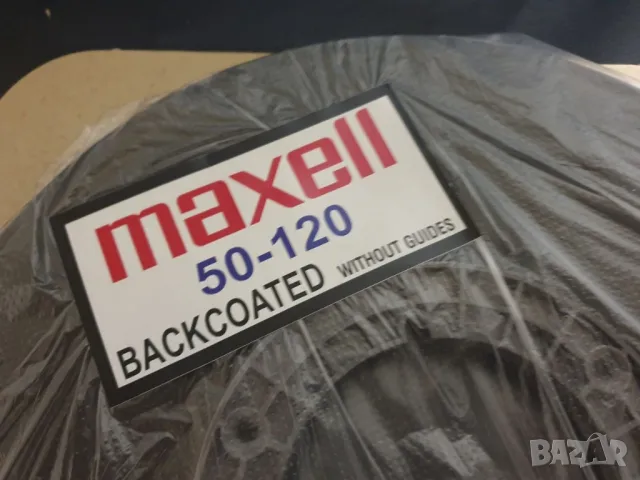 maxell
50-120
BACKCOATED WITHOUT GUIDES
BAZAR